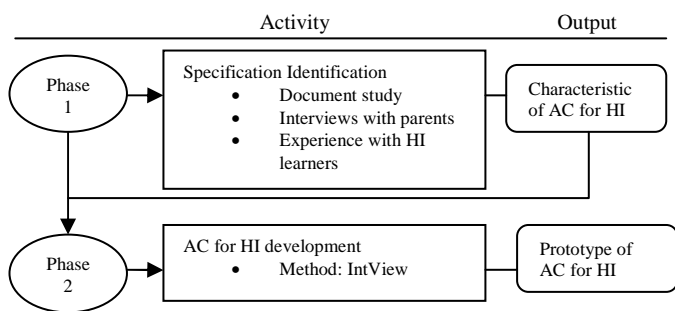 Activity Output
Phase
1
Specification Identification
• Document study
• Interviews with parents
• Experience with HI
learners
Characteristic
of AC for HI
Phase
2
AC for HI development
• Method: IntView
Prototype of
AC for HI